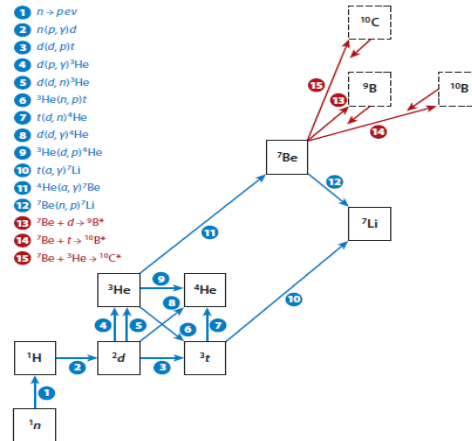 1 n → peν
2 n(p, γ)d
3 d(d, p)t
4 d(p, γ)³He
5 d(d, n)³He
6 ³He(n, p)t
7 t(d, n)⁴He
8 d(d, γ)⁴He
9 ³He(d, p)⁴He
10 t(α, γ)⁷Li
11 ⁴He(α, γ)⁷Be
12 ⁷Be(n, p)⁷Li
13 ⁷Be + d → ⁹B*
14 ⁷Be + t → ¹⁰B*
15 ⁷Be + ³He → ¹⁰C*
¹⁰C
⁹B
¹⁰B
15
13
14
⁷Be
12
⁷Li
11
10
³He
9
⁴He
8
4
5
6
7
¹H
2
²d
3
³t
1
¹n